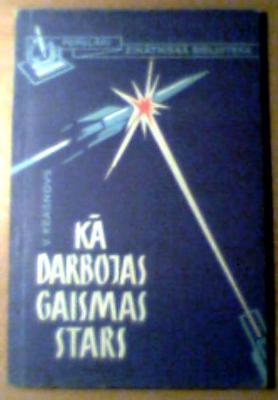 POPULĀRI
ZINĀTNISKĀ BIBLIOTĒKA
V. KRASNOVS
KĀ
DARBOJAS
GAISMAS
STARS